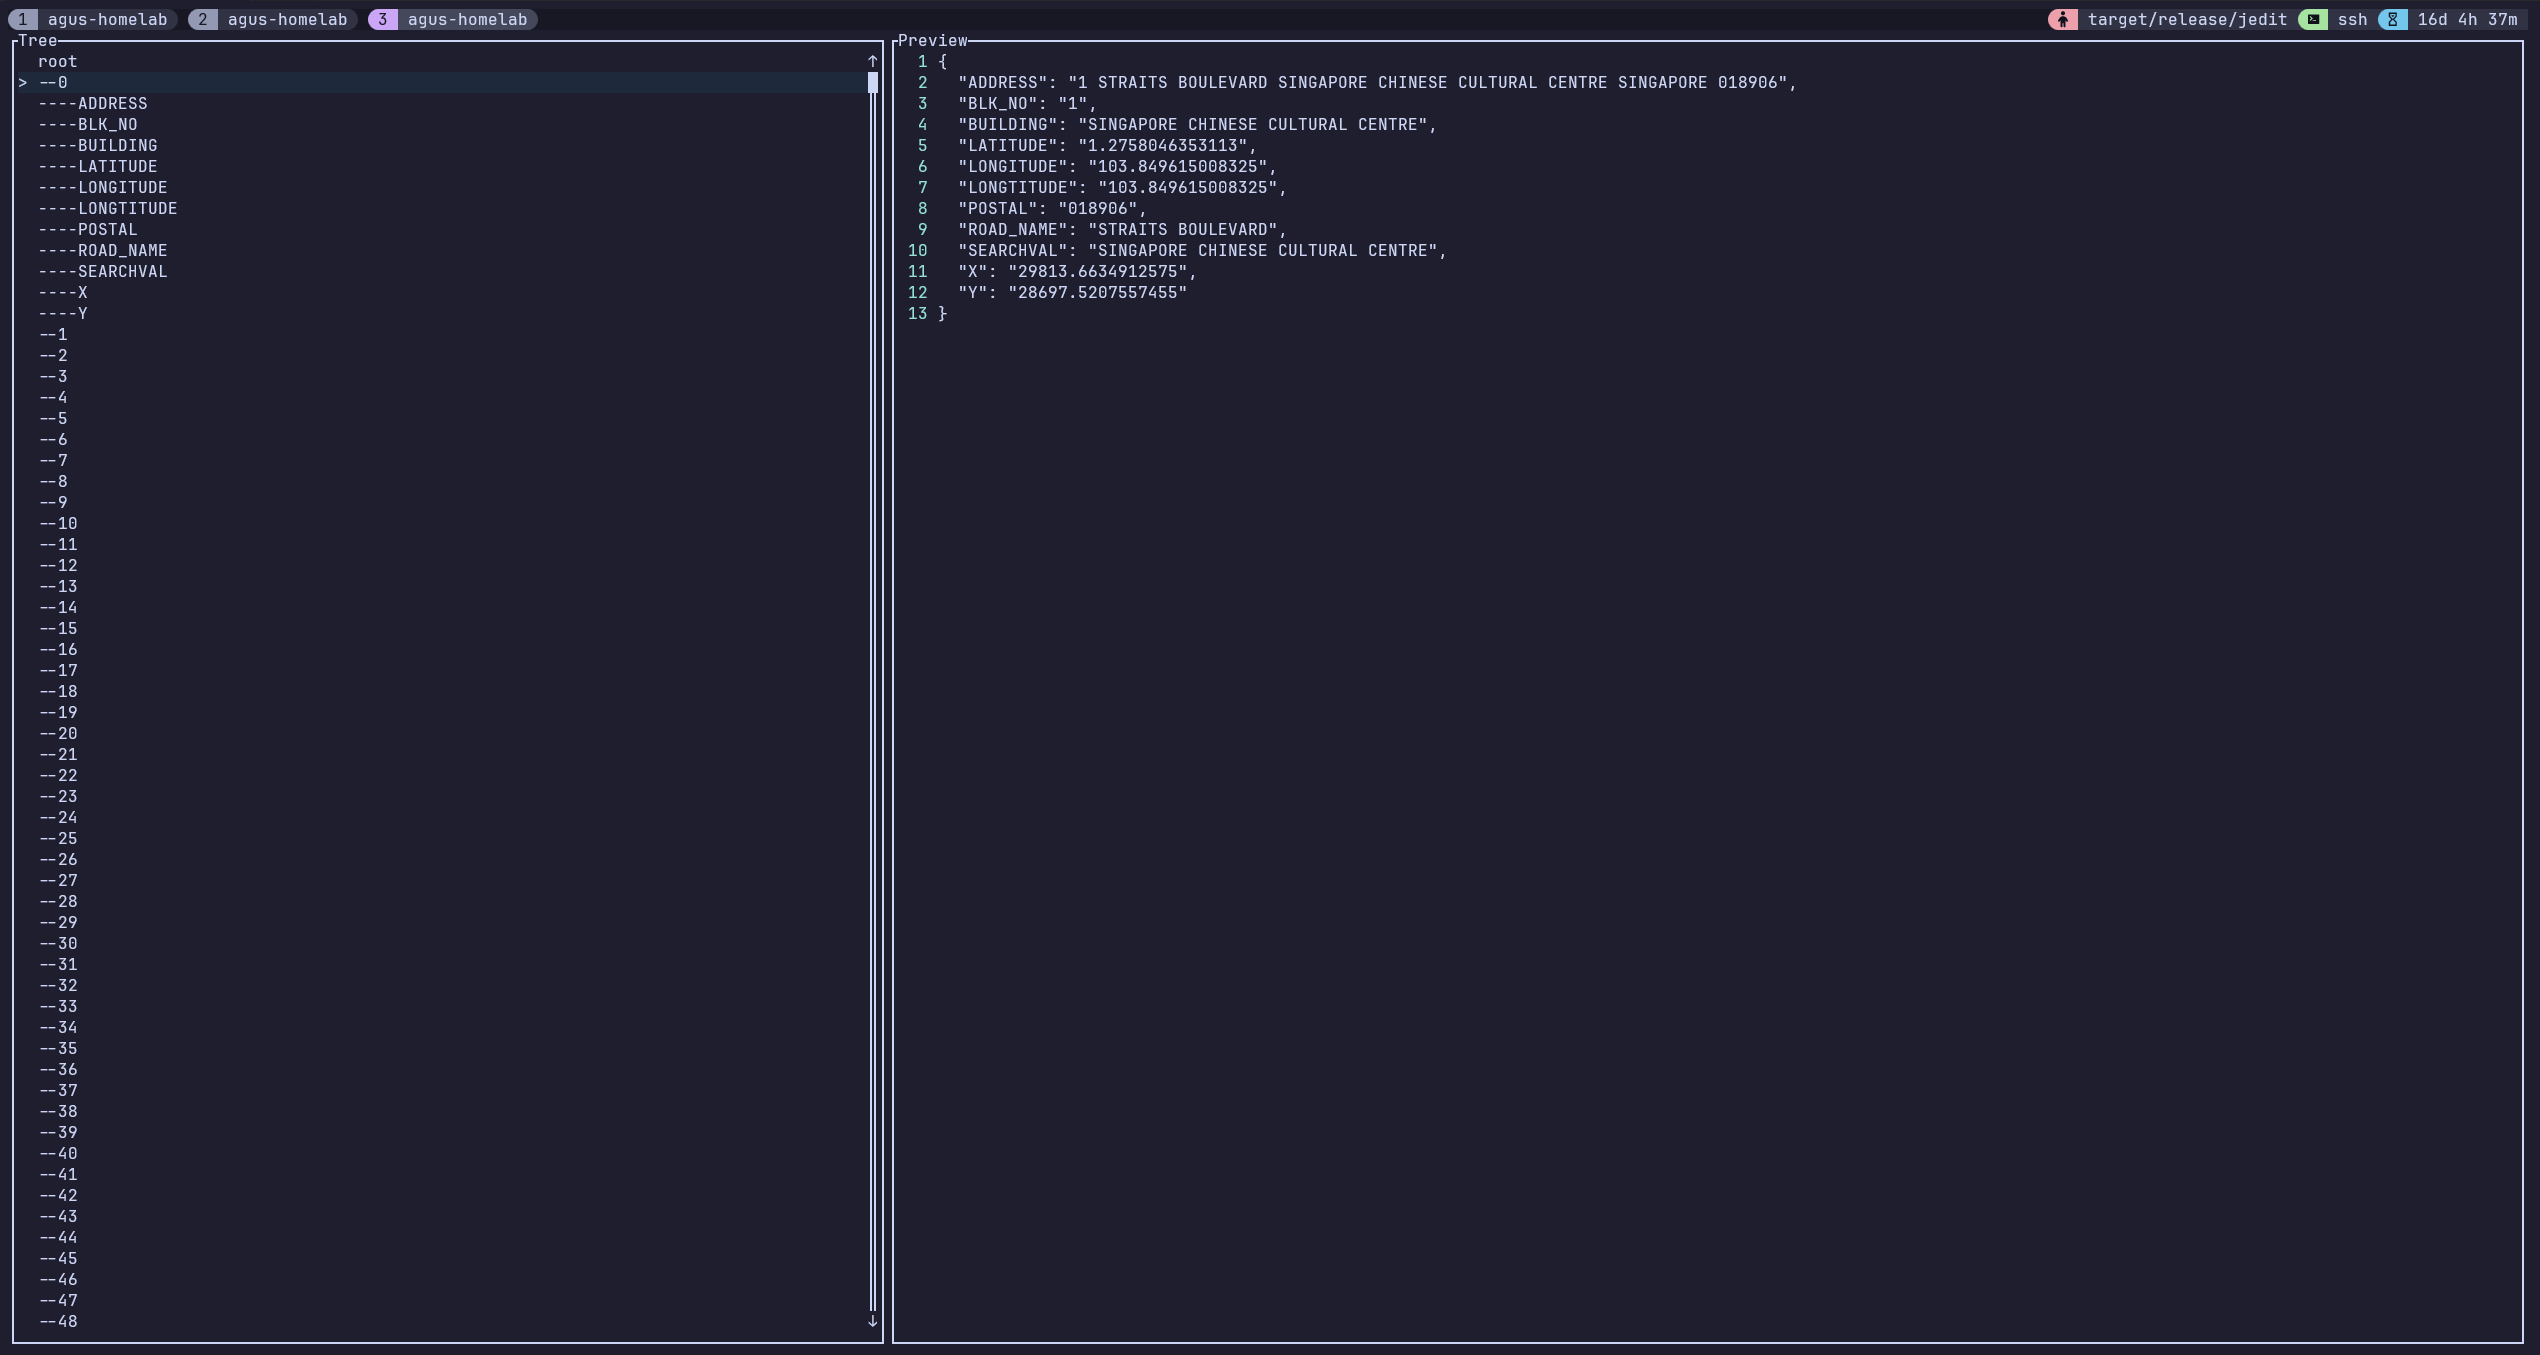 1 agus-homelab 2 agus-homelab 3 agus-homelab target/release/jedit ssh 16d 4h 37m
Tree
root
> --0
----ADDRESS
----BLK_NO
----BUILDING
----LATITUDE
----LONGITUDE
----LONGTITUDE
----POSTAL
----ROAD_NAME
----SEARCHVAL
----X
----Y
--1
--2
--3
--4
--5
--6
--7
--8
--9
--10
--11
--12
--13
--14
--15
--16
--17
--18
--19
--20
--21
--22
--23
--24
--25
--26
--27
--28
--29
--30
--31
--32
--33
--34
--35
--36
--37
--38
--39
--40
--41
--42
--43
--44
--45
--46
--47
--48
Preview
1 {
2   "ADDRESS": "1 STRAITS BOULEVARD SINGAPORE CHINESE CULTURAL CENTRE SINGAPORE 018906",
3   "BLK_NO": "1",
4   "BUILDING": "SINGAPORE CHINESE CULTURAL CENTRE",
5   "LATITUDE": "1.2758046353113",
6   "LONGITUDE": "103.849615008325",
7   "LONGTITUDE": "103.849615008325",
8   "POSTAL": "018906",
9   "ROAD_NAME": "STRAITS BOULEVARD",
10   "SEARCHVAL": "SINGAPORE CHINESE CULTURAL CENTRE",
11   "X": "29813.6634912575",
12   "Y": "28697.5207557455"
13 }